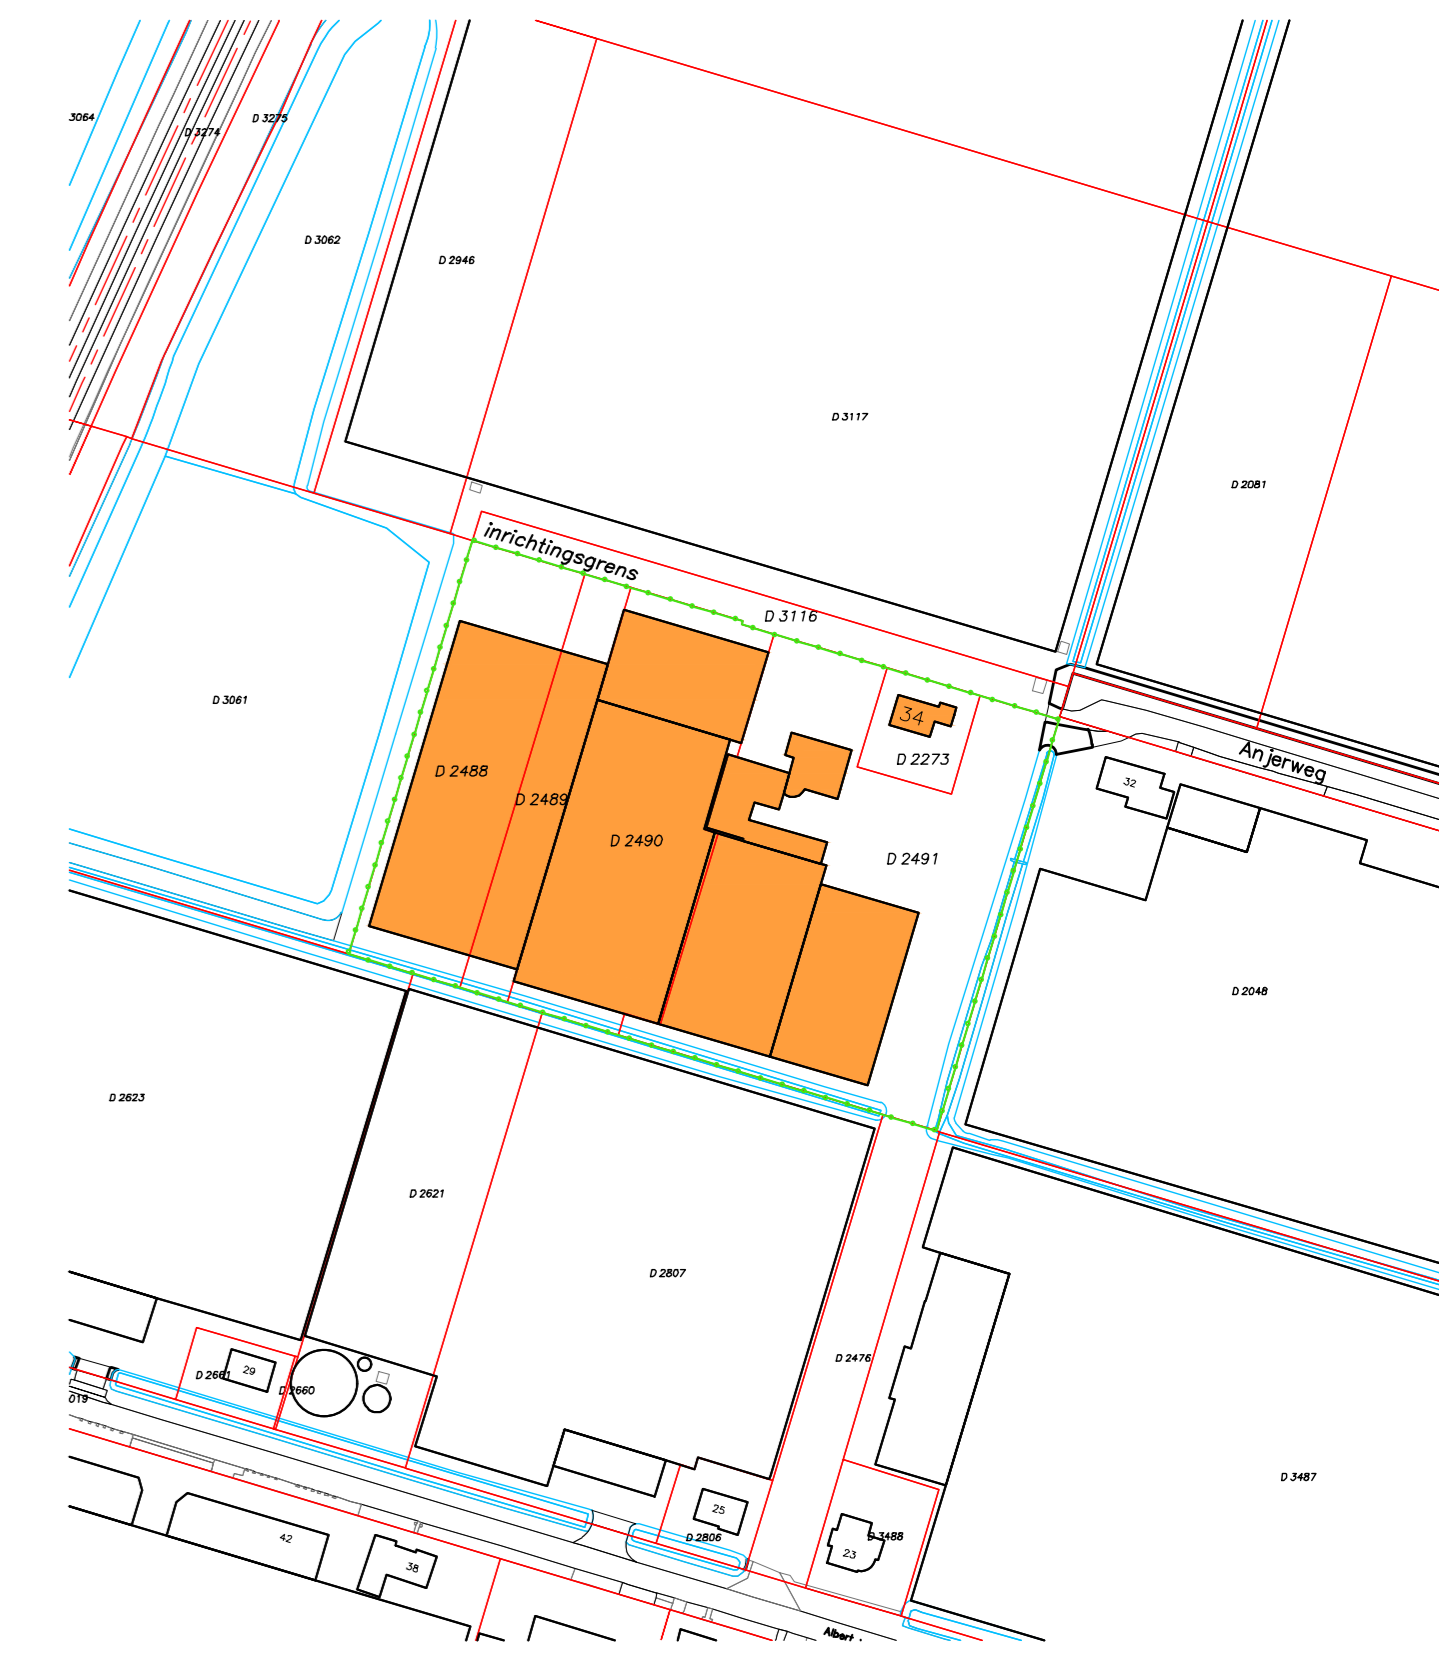 3064
D 3275
D 3274
D 3062
D 2946
D 3117
D 2081
inrichtingsgrens
D 3116
D 3061
34
D 2273
Anjerweg
D 2488
32
D 2489
D 2490
D 2491
D 2048
D 2623
D 2621
D 2807
D 2476
29
D 2661
D 2660
019
D 3487
25
D 2806
D 3488
42
23
38
Albert